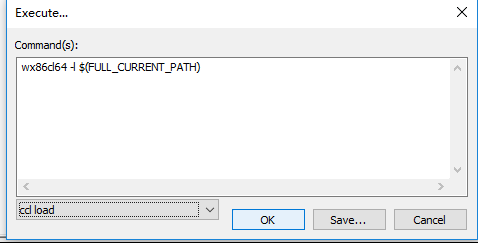 Execute...
Command(s):
wx86cl64 -l $(FULL_CURRENT_PATH)
ccl load
OK
Save...
Cancel